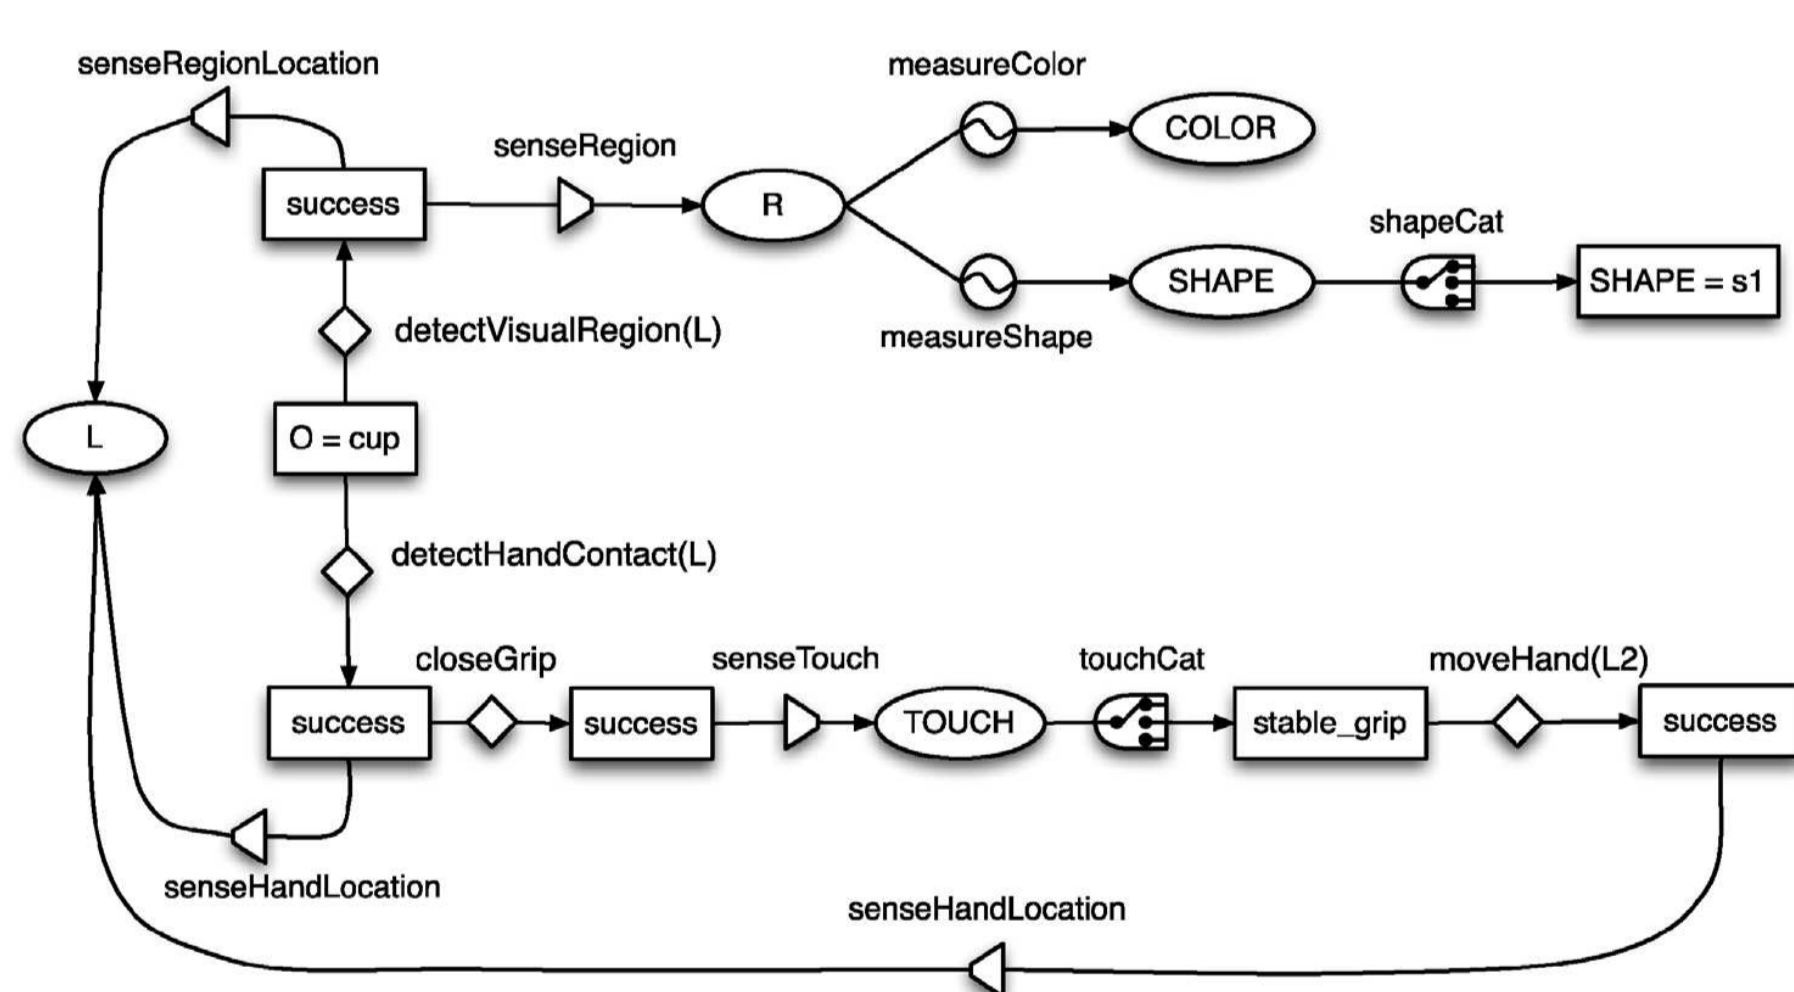 senseRegionLocation
measureColor
COLOR
senseRegion
success
R
shapeCat
SHAPE
SHAPE = s1
measureShape
detectVisualRegion(L)
L
O = cup
detectHandContact(L)
closeGrip
senseTouch
touchCat
moveHand(L2)
success
success
TOUCH
stable_grip
success
senseHandLocation
senseHandLocation